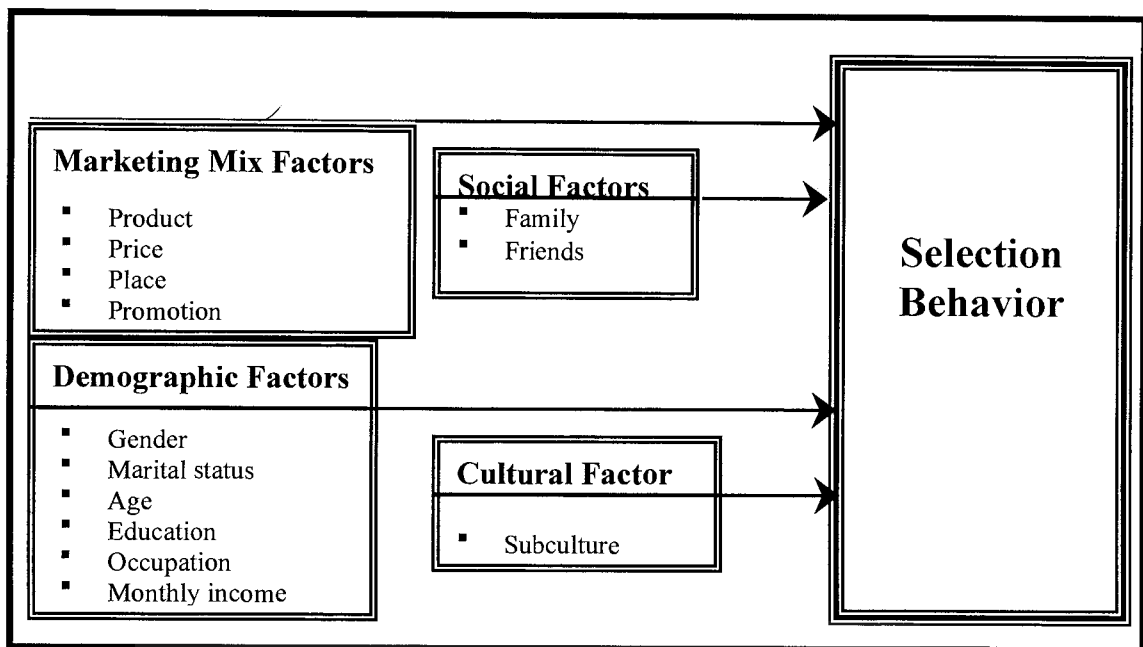 Marketing Mix Factors
▪ Product
▪ Price
▪ Place
▪ Promotion
Social Factors
▪ Family
▪ Friends
Demographic Factors
▪ Gender
▪ Marital status
▪ Age
▪ Education
▪ Occupation
▪ Monthly income
Cultural Factor
▪ Subculture
Selection
Behavior